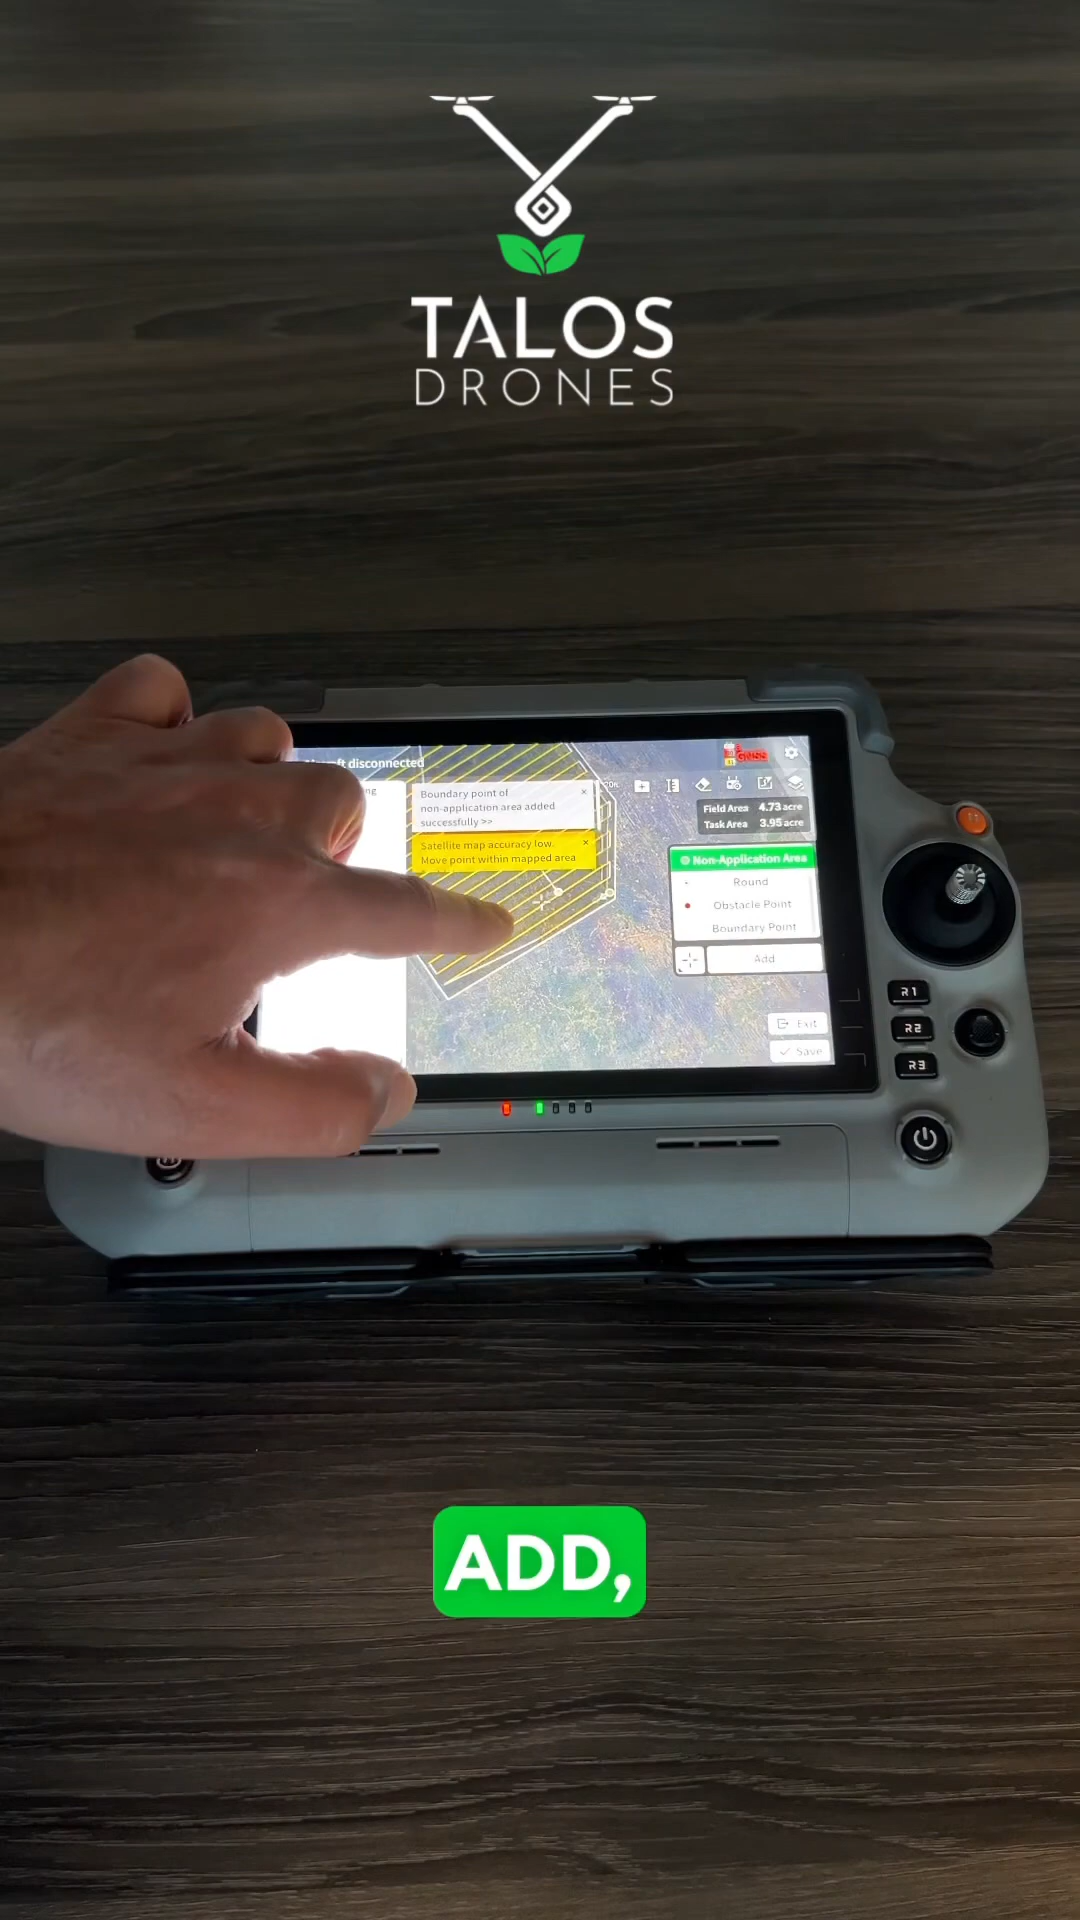 TALOS
DRONES
disconnected
ng
Boundary point of
non-application area added
successfully >>
Satellite map accuracy low.
Move point within mapped area
Field Area 4.73 acre
Task Area 3.95 acre
Non-Application Area
Round
Obstacle Point
Boundary Point
Add
Exit
Save
R1
R2
R3
ADD,